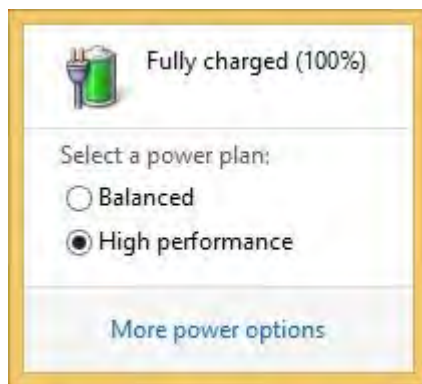 Fully charged (100%)
Select a power plan:
Balanced
High performance
More power options